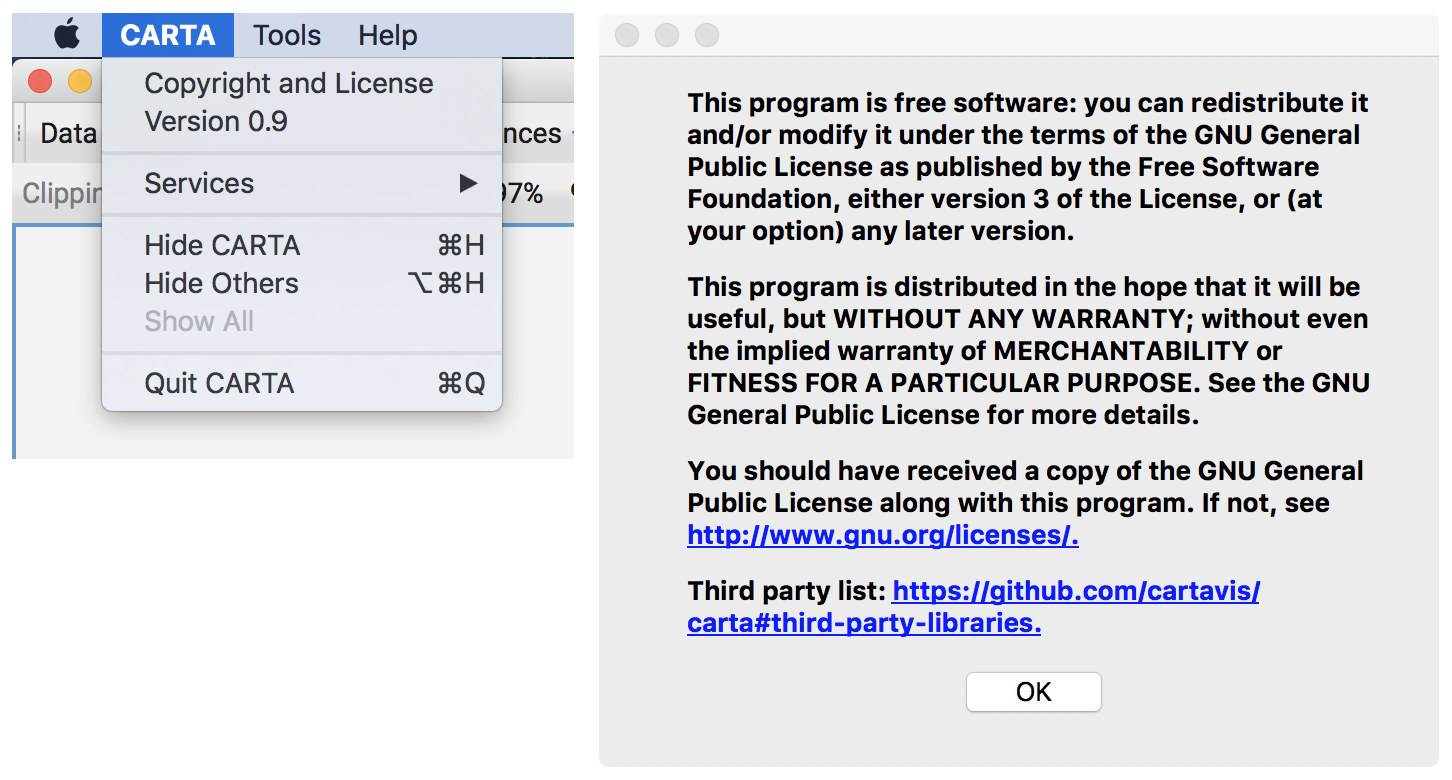 CARTA Tools Help
Copyright and License
Version 0.9
Data
nces
Services ▶
97%
Hide CARTA ⌘H
Hide Others ⌥⌘H
Show All
Quit CARTA ⌘Q
This program is free software: you can redistribute it
and/or modify it under the terms of the GNU General
Public License as published by the Free Software
Foundation, either version 3 of the License, or (at
your option) any later version.
This program is distributed in the hope that it will be
useful, but WITHOUT ANY WARRANTY; without even
the implied warranty of MERCHANTABILITY or
FITNESS FOR A PARTICULAR PURPOSE. See the GNU
General Public License for more details.
You should have received a copy of the GNU General
Public License along with this program. If not, see
http://www.gnu.org/licenses/.
Third party list: https://github.com/cartavis/
carta#third-party-libraries.
OK